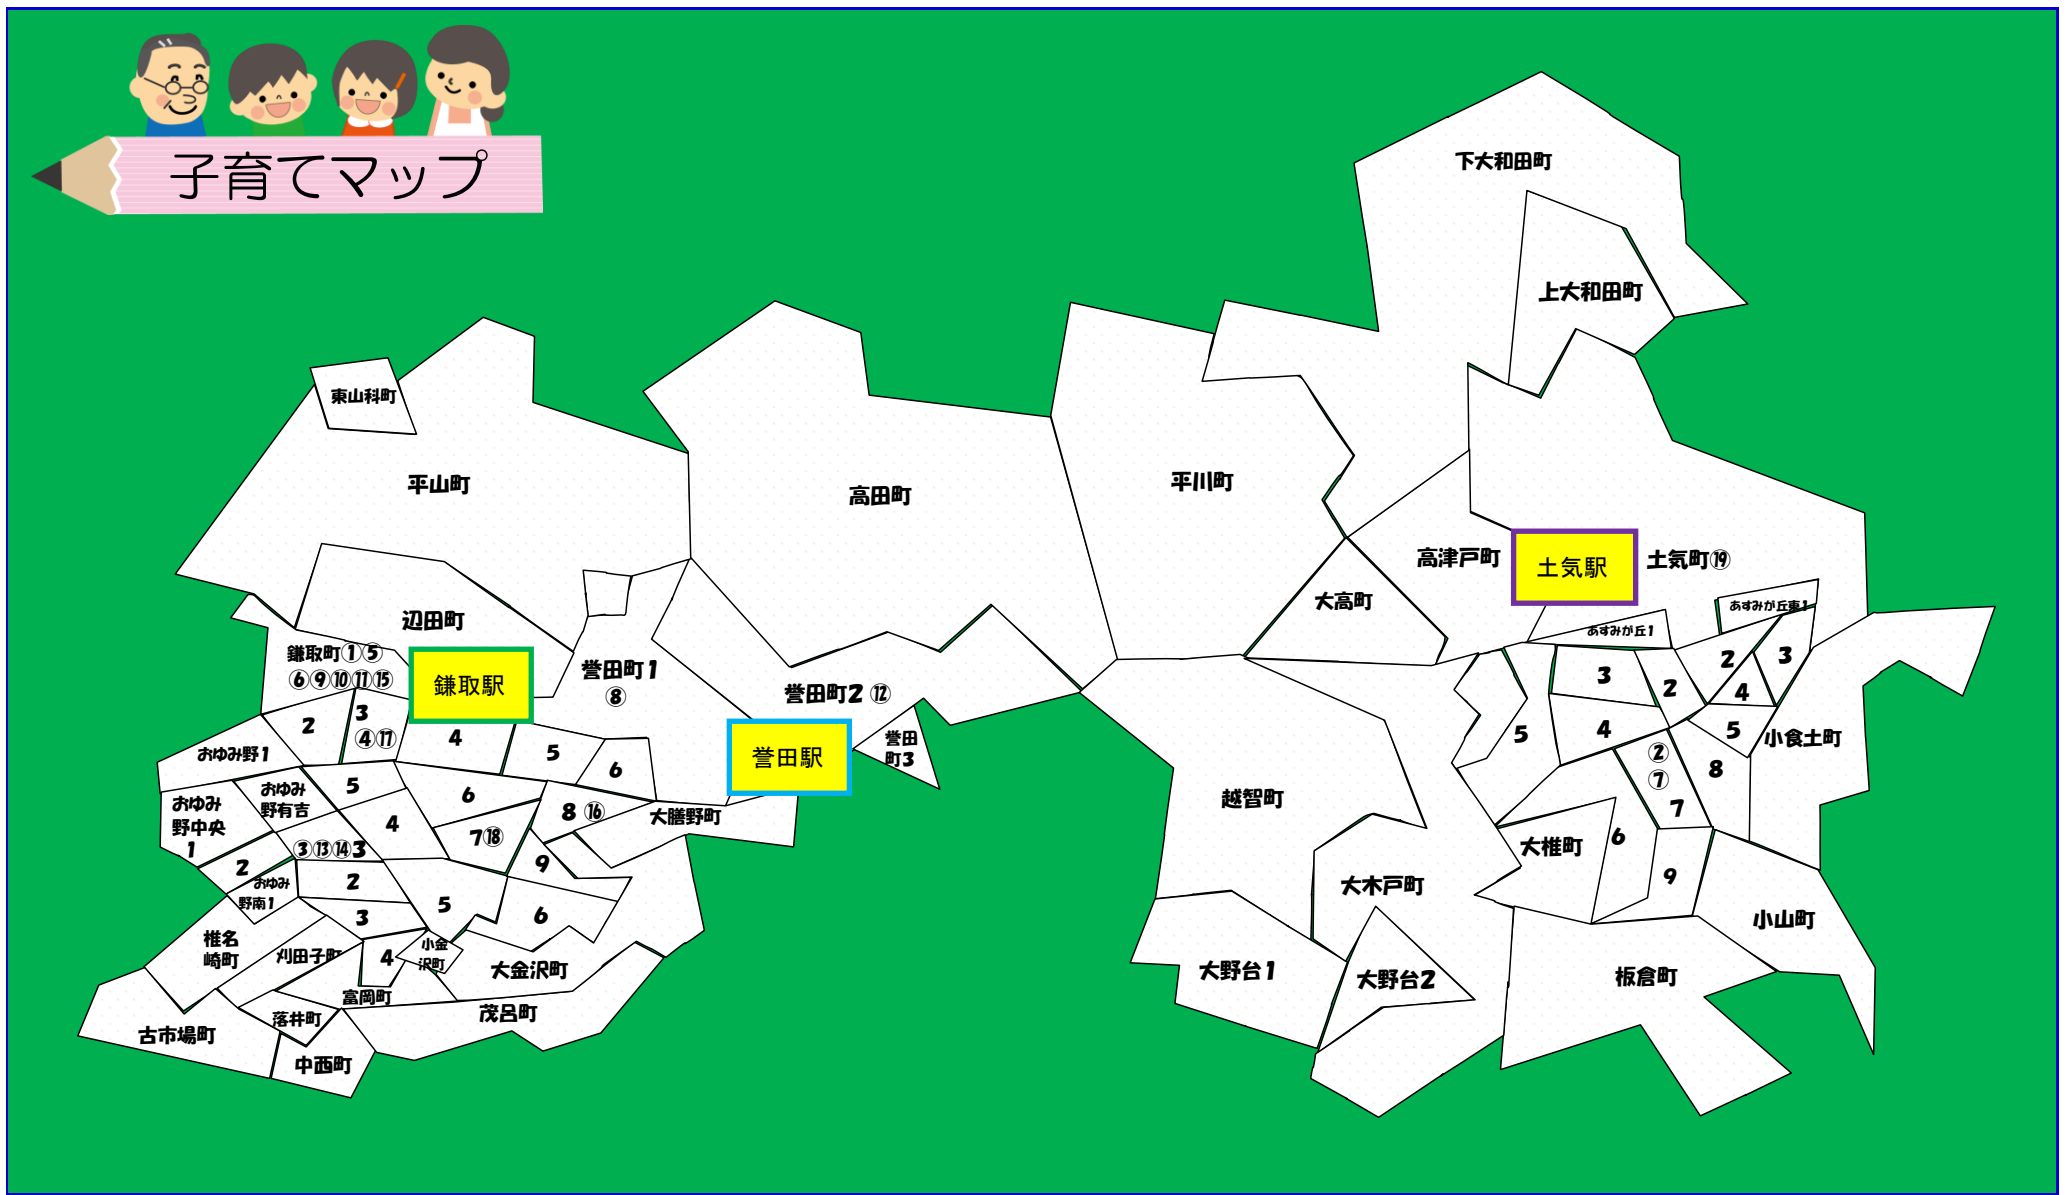 子育てマップ
下大和田町
上大和田町
東山科町
平山町
高田町
平川町
高津戸町
土気駅
土気町⑲
大高町
あすみが丘東1
あすみが丘1
辺田町
鎌取町①⑤
⑥⑨⑩⑪⑮
鎌取駅
誉田町1
⑧
誉田町2 ⑫
誉田駅
誉田
町3
2
3
④⑰
4
5
6
おゆみ野1
おゆみ
野有吉
5
6
4
7⑱
8 ⑯
9
大膳野町
おゆみ
野中央
1
2
③⑬⑭3
2
3
5
6
おゆみ
野南1
4
小金
沢町
椎名
崎町
刈田子町
富岡町
大金沢町
茂呂町
落井町
古市場町
中西町
3
2
5
4
2
3
4
5
小食土町
②
⑦
7
8
6
9
越智町
大椎町
大木戸町
小山町
大野台1
大野台2
板倉町